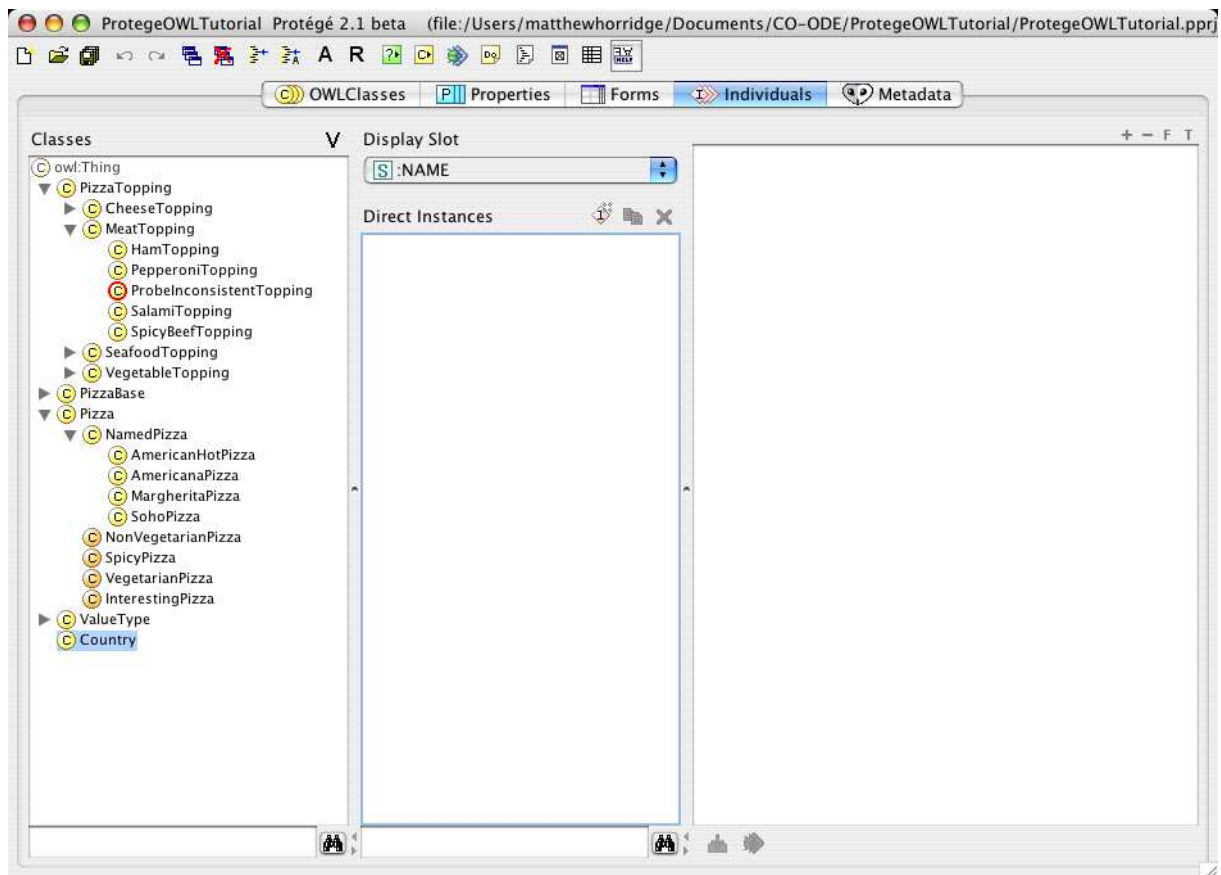 ProtegeOWLTutorial Protégé 2.1 beta (file:/Users/matthewhorridge/Documents/CO-ODE/ProtegeOWLTutorial/ProtegeOWLTutorial.pprj
A R
OWLClasses Properties Forms Individuals Metadata
Classes V
Display Slot
+ - F T
S :NAME
Direct Instances
C owl:Thing
C PizzaTopping
C CheeseTopping
C MeatTopping
C HamTopping
C PepperoniTopping
C ProbeInconsistentTopping
C SalamiTopping
C SpicyBeefTopping
C SeafoodTopping
C VegetableTopping
C PizzaBase
C Pizza
C NamedPizza
C AmericanHotPizza
C AmericanaPizza
C MargheritaPizza
C SohoPizza
C NonVegetarianPizza
C SpicyPizza
C VegetarianPizza
C InterestingPizza
C ValueType
C Country